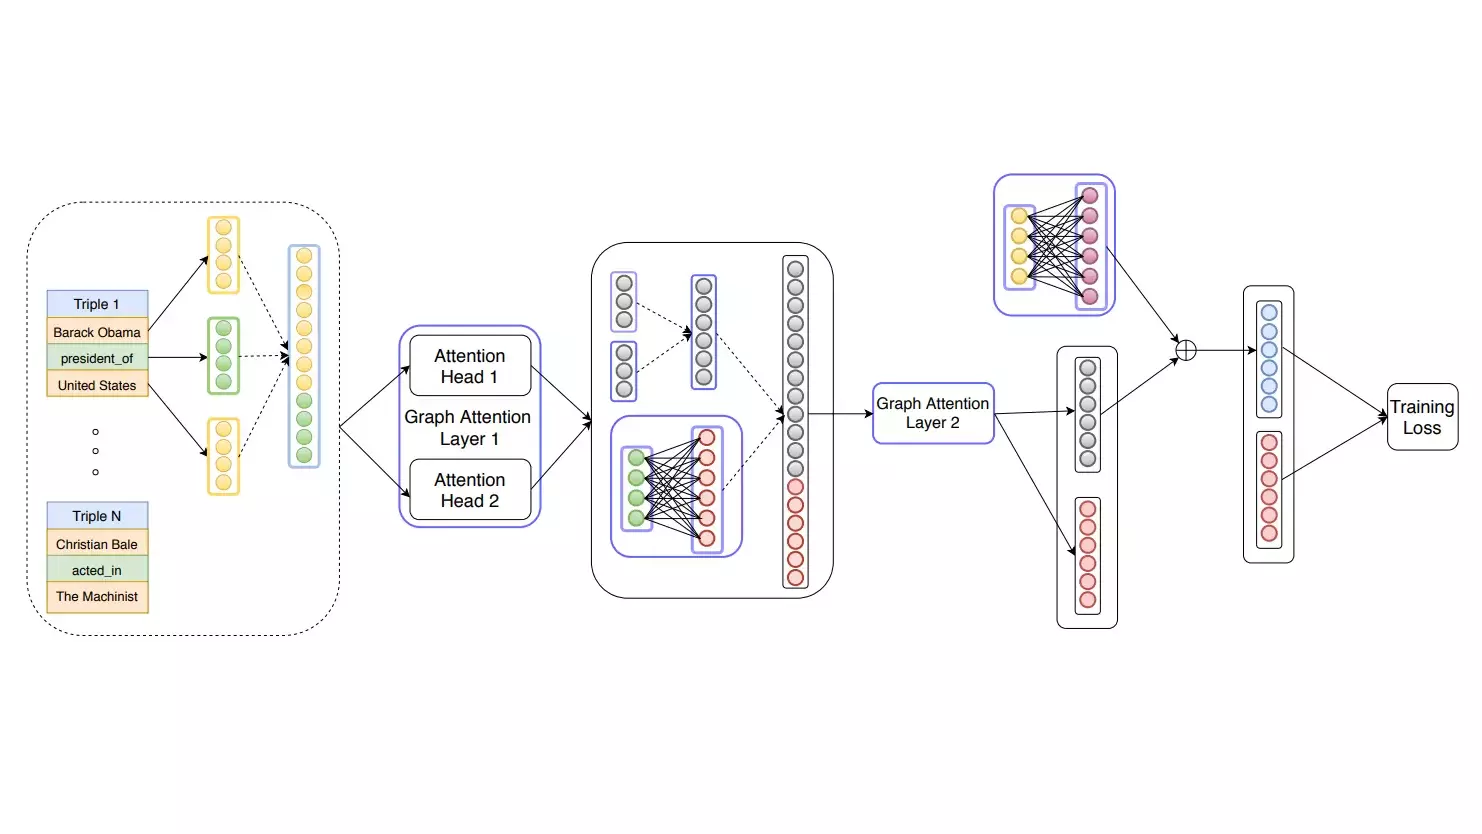 Triple 1
Barack Obama
president_of
United States
Triple N
Christian Bale
acted_in
The Machinist
Attention
Head 1
Graph Attention
Layer 1
Attention
Head 2
Graph Attention
Layer 2
Training
Loss